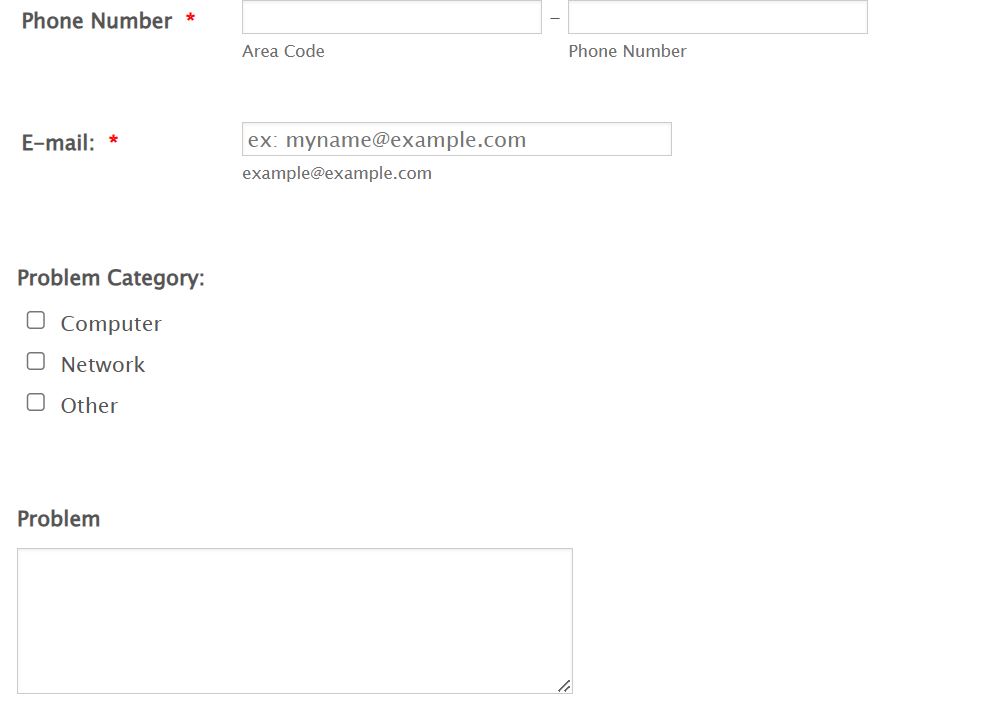 Phone Number *
–
Area Code Phone Number
E-mail: *
ex: myname@example.com
example@example.com
Problem Category:
Computer
Network
Other
Problem